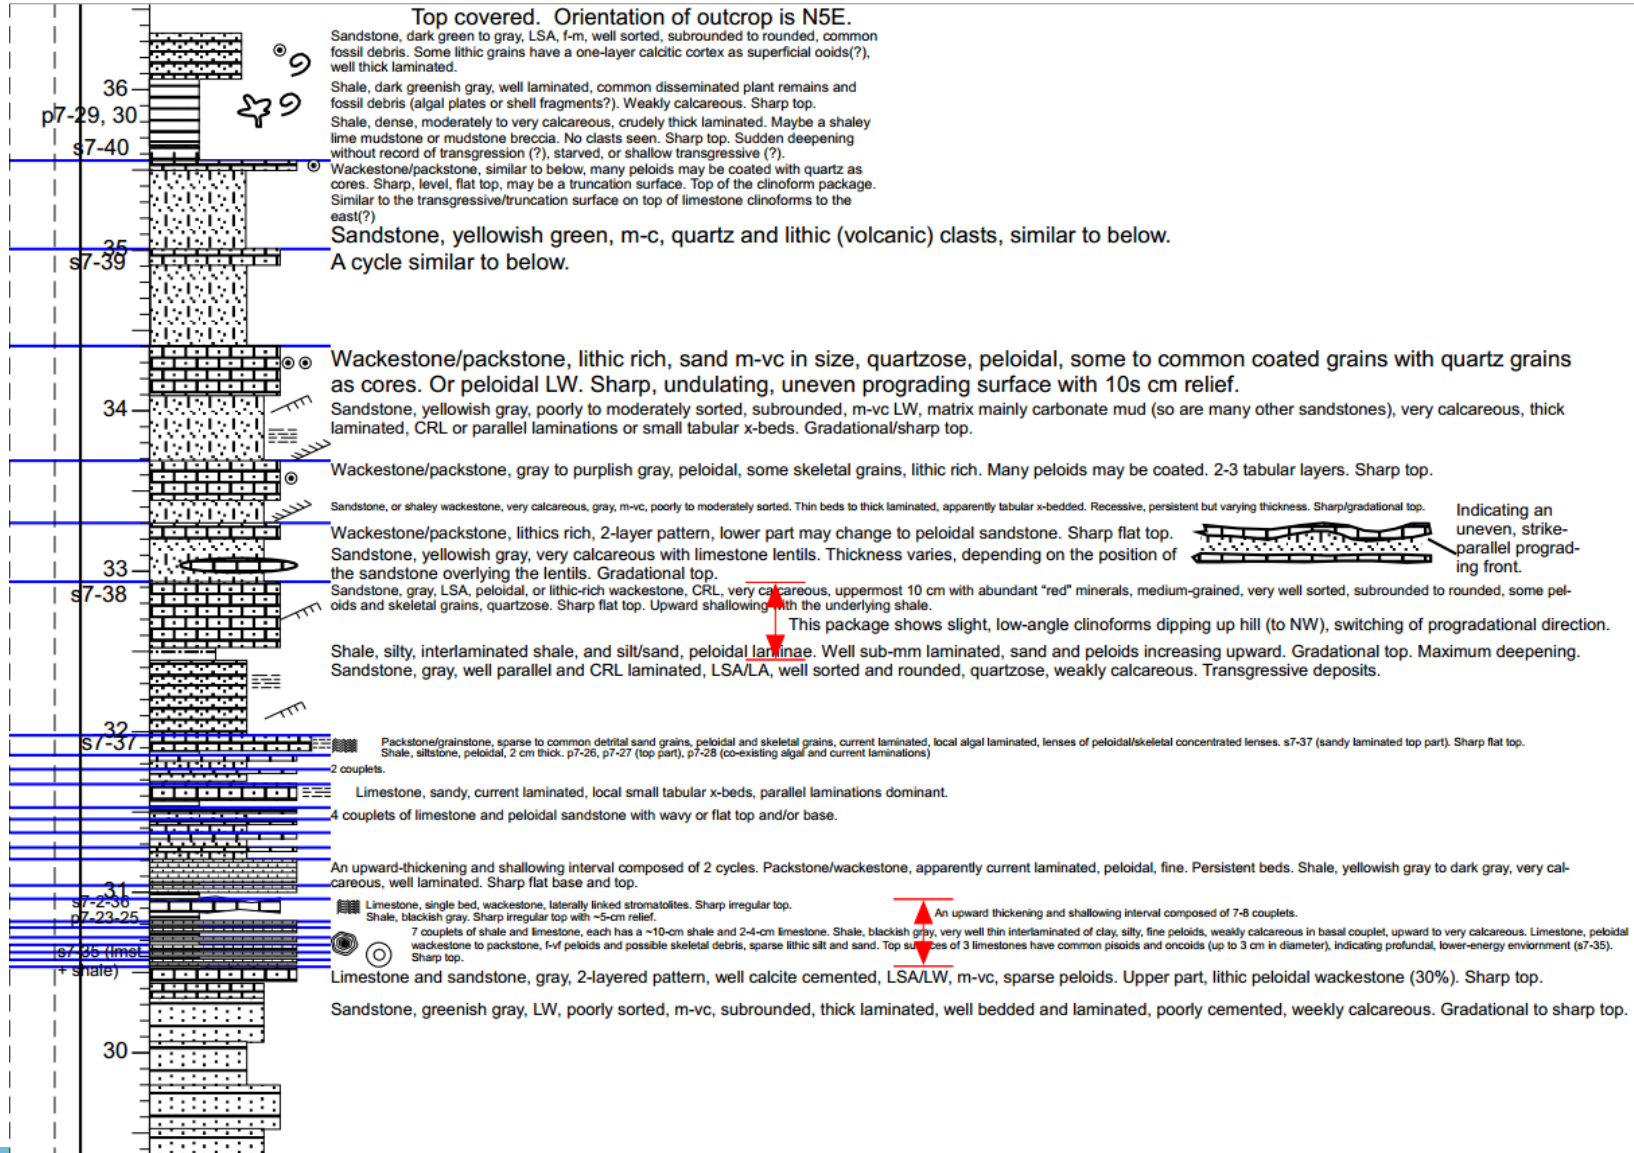 Top covered.  Orientation of outcrop is N5E.
Sandstone, dark green to gray, LSA, f-m, well sorted, subrounded to rounded, common
fossil debris. Some lithic grains have a one-layer calcitic cortex as superficial ooids(?),
well thick laminated.
36
Shale, dark greenish gray, well laminated, common disseminated plant remains and
fossil debris (algal plates or shell fragments?). Weakly calcareous. Sharp top.
p7-29, 30
Shale, dense, moderately to very calcareous, crudely thick laminated. Maybe a shaley
lime mudstone or mudstone breccia. No clasts seen. Sharp top. Sudden deepening
without record of transgression (?), starved, or shallow transgressive (?).
s7-40
Wackestone/packstone, similar to below, many peloids may be coated with quartz as
cores. Sharp, level, flat top, may be a truncation surface. Top of the clinoform package.
Similar to the transgressive/truncation surface on top of limestone clinoforms to the
east(?)
Sandstone, yellowish green, m-c, quartz and lithic (volcanic) clasts, similar to below.
35
s7-39
A cycle similar to below.
Wackestone/packstone, lithic rich, sand m-vc in size, quartzose, peloidal, some to common coated grains with quartz grains
as cores. Or peloidal LW. Sharp, undulating, uneven prograding surface with 10s cm relief.
34
Sandstone, yellowish gray, poorly to moderately sorted, subrounded, m-vc LW, matrix mainly carbonate mud (so are many other sandstones), very calcareous, thick
laminated, CRL or parallel laminations or small tabular x-beds. Gradational/sharp top.
Wackestone/packstone, gray to purplish gray, peloidal, some skeletal grains, lithic rich. Many peloids may be coated. 2-3 tabular layers. Sharp top.
Sandstone, or shaley wackestone, very calcareous, gray, m-vc, poorly to moderately sorted. Thin beds to thick laminated, apparently tabular x-bedded. Recessive, persistent but varying thickness. Sharp/gradational top.
Indicating an
uneven, strike-
parallel prograd-
ing front.
Wackestone/packstone, lithics rich, 2-layer pattern, lower part may change to peloidal sandstone. Sharp flat top.
33
Sandstone, yellowish gray, very calcareous with limestone lentils. Thickness varies, depending on the position of
the sandstone overlying the lentils. Gradational top.
s7-38
Sandstone, gray, LSA, peloidal, or lithic-rich wackestone, CRL, very calcareous, uppermost 10 cm with abundant "red" minerals, medium-grained, very well sorted, subrounded to rounded, some pel-
oids and skeletal grains, quartzose. Sharp flat top. Upward shallowing with the underlying shale.
This package shows slight, low-angle clinoforms dipping up hill (to NW), switching of progradational direction.
Shale, silty, interlaminated shale, and silt/sand, peloidal laminae. Well sub-mm laminated, sand and peloids increasing upward. Gradational top. Maximum deepening.
Sandstone, gray, well parallel and CRL laminated, LSA/LA, well sorted and rounded, quartzose, weakly calcareous. Transgressive deposits.
32
s7-37
Packstone/grainstone, sparse to common detrital sand grains, peloidal and skeletal grains, current laminated, local algal laminated, lenses of peloidal/skeletal concentrated lenses. s7-37 (sandy laminated top part). Sharp flat top.
Shale, siltstone, peloidal, 2 cm thick. p7-26, p7-27 (top part), p7-28 (co-existing algal and current laminations)
2 couplets.
Limestone, sandy, current laminated, local small tabular x-beds, parallel laminations dominant.
4 couplets of limestone and peloidal sandstone with wavy or flat top and/or base.
An upward-thickening and shallowing interval composed of 2 cycles. Packstone/wackestone, apparently current laminated, peloidal, fine. Persistent beds. Shale, yellowish gray to dark gray, very cal-
careous, well laminated. Sharp flat base and top.
31
s7-2-36
Limestone, single bed, wackestone, laterally linked stromatolites. Sharp irregular top.
Shale, blackish gray. Sharp irregular top with ~5-cm relief.
An upward thickening and shallowing interval composed of 7-8 couplets.
p7-23-25
7 couplets of shale and limestone, each has a ~10-cm shale and 2-4-cm limestone. Shale, blackish gray, very well thin interlaminated of clay, silty, fine peloids, weakly calcareous in basal couplet, upward to very calcareous. Limestone, peloidal
wackestone to packstone, f-vf peloids and possible skeletal debris, sparse lithic silt and sand. Top surfaces of 3 limestones have common pisoids and oncoids (up to 3 cm in diameter), indicating profundal, lower-energy enviornment (s7-35).
Sharp top.
s7-35 (lmst
+ shale)
Limestone and sandstone, gray, 2-layered pattern, well calcite cemented, LSA/LW, m-vc, sparse peloids. Upper part, lithic peloidal wackestone (30%). Sharp top.
Sandstone, greenish gray, LW, poorly sorted, m-vc, subrounded, thick laminated, well bedded and laminated, poorly cemented, weekly calcareous. Gradational to sharp top.
30